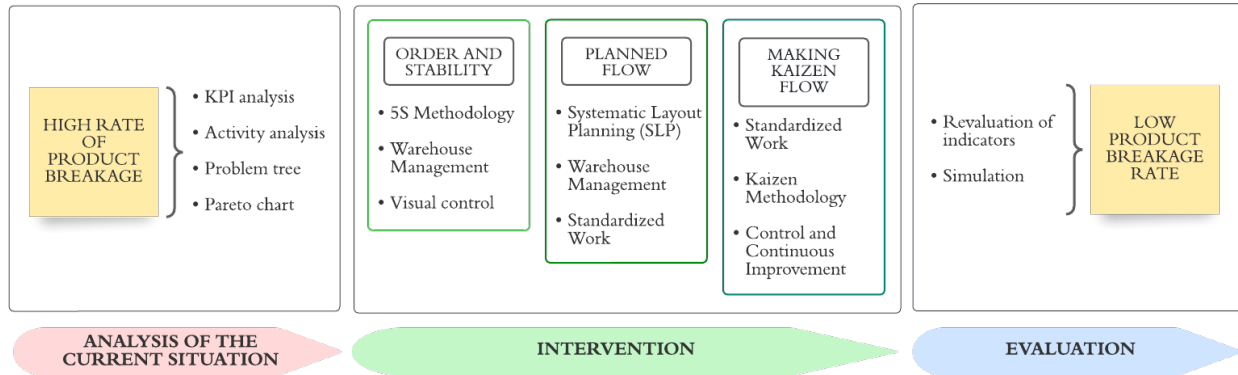 HIGH RATE
OF
PRODUCT
BREAKAGE
• KPI analysis
• Activity analysis
• Problem tree
• Pareto chart
ORDER AND
STABILITY
• 5S Methodology
• Warehouse
Management
• Visual control
PLANNED
FLOW
• Systematic Layout
Planning (SLP)
• Warehouse
Management
• Standardized
Work
MAKING
KAIZEN
FLOW
• Standardized
Work
• Kaizen
Methodology
• Control and
Continuous
Improvement
• Revaluation of
indicators
• Simulation
LOW
PRODUCT
BREAKAGE
RATE
ANALYSIS OF THE
CURRENT SITUATION
INTERVENTION
EVALUATION